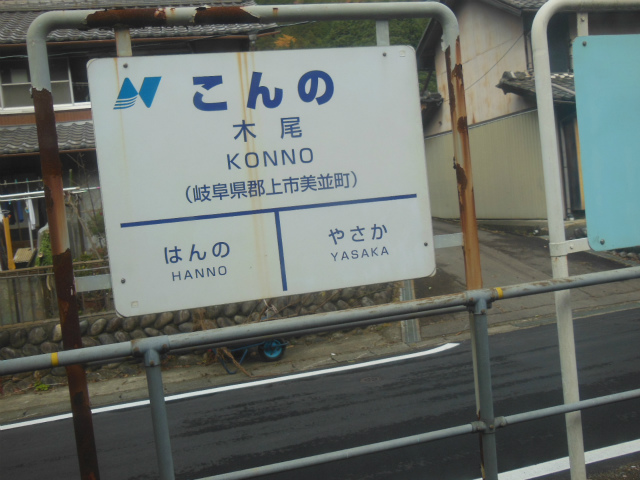 こんの
木尾
KONNO
（岐阜県郡上市美並町）
はんの
HANNO
やさか
YASAKA